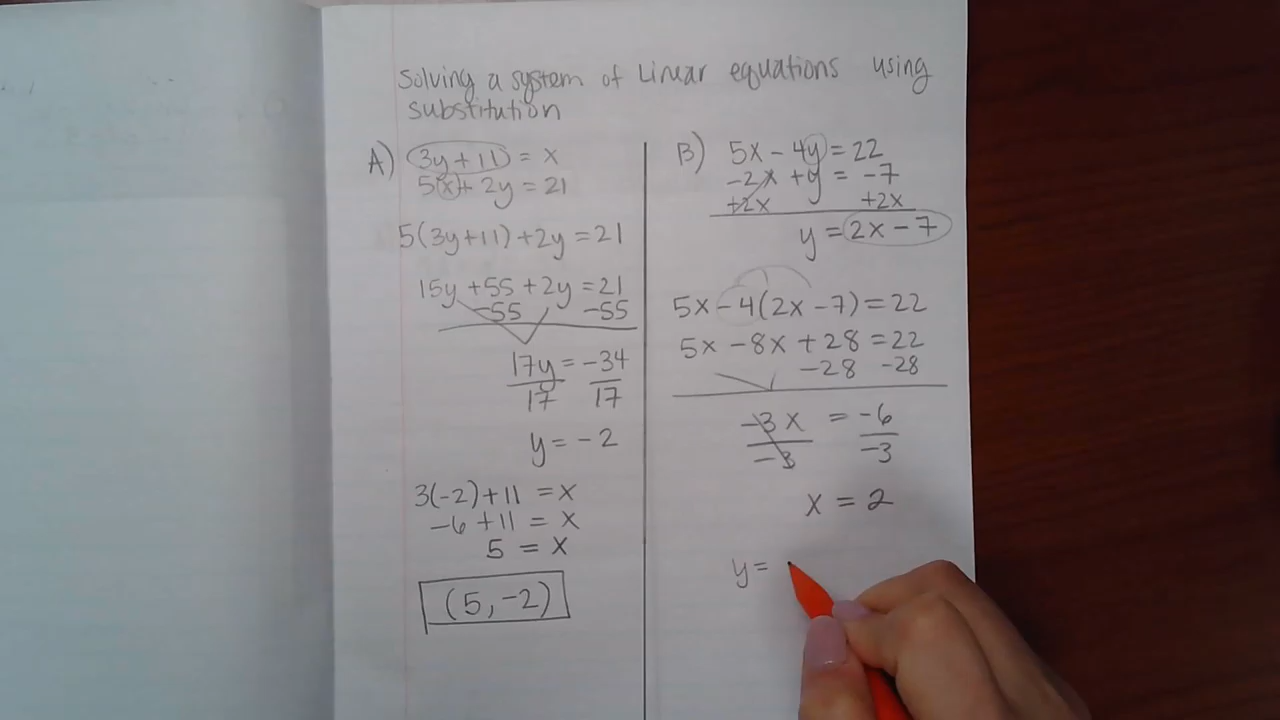 Solving a system of Linear equations using
substitution
A) 3y + 11 = x
5(x) + 2y = 21
5(3y+11) + 2y = 21
15y + 55 + 2y = 21
-55 -55
17y = -34
17 17
y = -2
3(-2) + 11 = x
-6 + 11 = x
5 = x
(5, -2)
B) 5x - 4y = 22
-2x + y = -7
+2x +2x
y = 2x - 7
5x - 4(2x - 7) = 22
5x - 8x + 28 = 22
-28 -28
-3x = -6
-3 -3
x = 2
y =